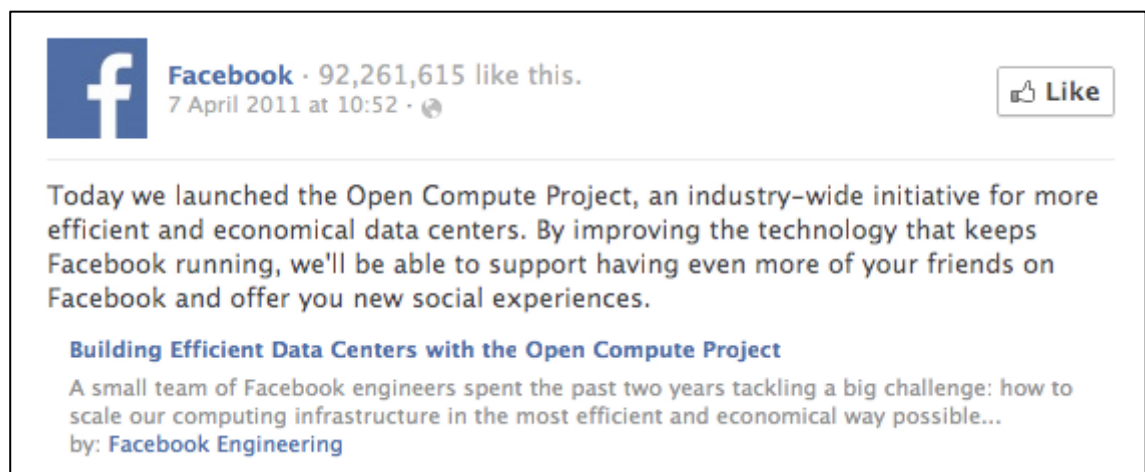 Facebook · 92,261,615 like this.
7 April 2011 at 10:52 ·
Like
Today we launched the Open Compute Project, an industry-wide initiative for more
efficient and economical data centers. By improving the technology that keeps
Facebook running, we'll be able to support having even more of your friends on
Facebook and offer you new social experiences.
Building Efficient Data Centers with the Open Compute Project
A small team of Facebook engineers spent the past two years tackling a big challenge: how to
scale our computing infrastructure in the most efficient and economical way possible...
by: Facebook Engineering